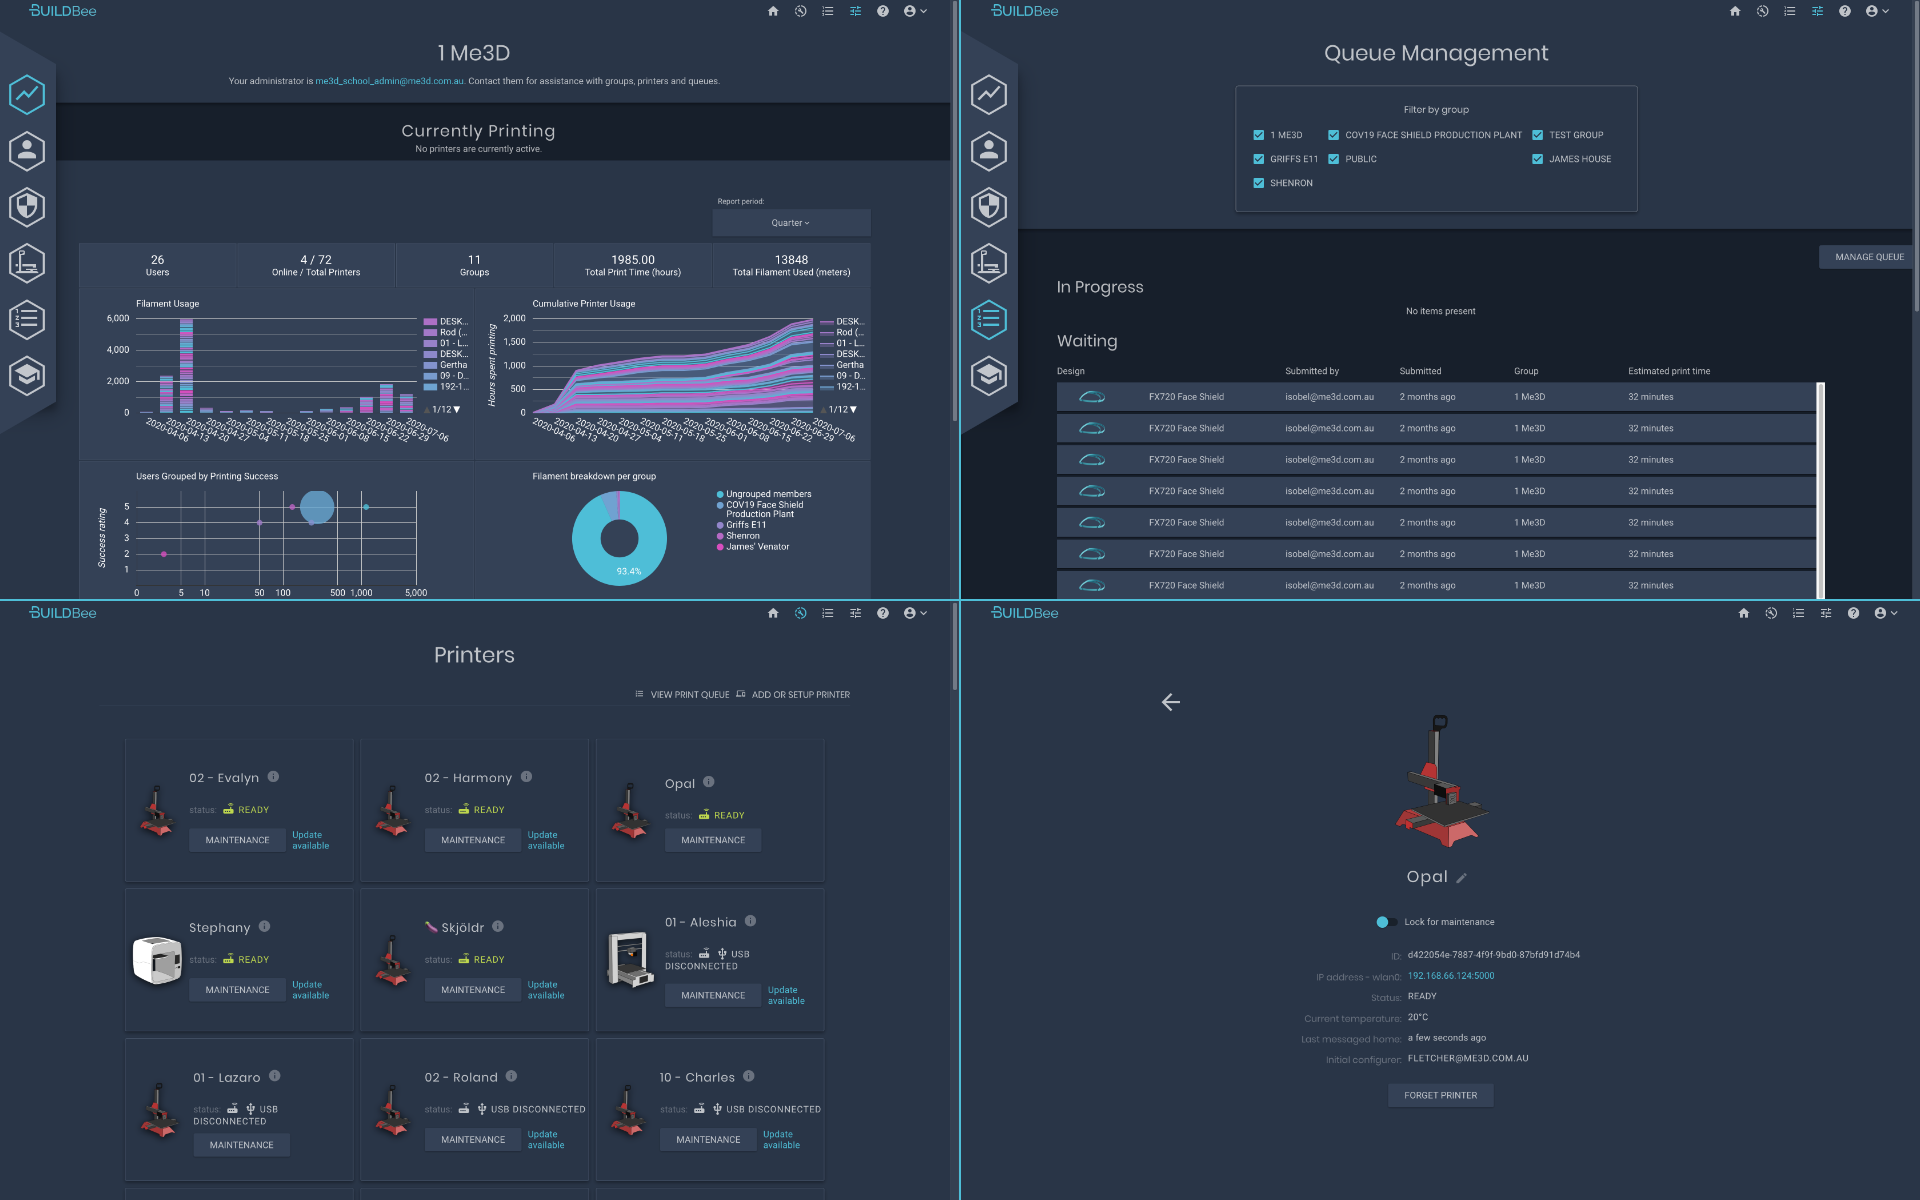 BUILDBee
1 Me3D
Your administrator is me3d_school_admin@me3d.com.au. Contact them for assistance with groups, printers and queues.
Currently Printing
No printers are currently active.
Report period:
Quarter
26
Users
4 / 72
Online / Total Printers
11
Groups
1985.00
Total Print Time (hours)
13848
Total Filament Used (meters)
Filament Usage
6,000
4,000
2,000
0
2020-04-06
2020-04-13
2020-04-20
2020-04-27
2020-05-04
2020-05-11
2020-05-18
2020-05-25
2020-06-01
2020-06-08
2020-06-15
2020-06-22
2020-06-29
2020-07-06
DESK...
Rod (...
01 - L...
DESK...
Gertha
09 - D...
192-1...
1/12
Cumulative Printer Usage
Hours spent printing
2,000
1,500
1,000
500
0
2020-04-06
2020-04-13
2020-04-20
2020-04-27
2020-05-04
2020-05-11
2020-05-18
2020-05-25
2020-06-01
2020-06-08
2020-06-15
2020-06-22
2020-06-29
2020-07-06
DESK...
Rod (...
01 - L...
DESK...
Gertha
09 - D...
192-1...
1/12
Users Grouped by Printing Success
Success rating
5
4
3
2
1
0 5 10 50 100 500 1,000 5,000
Filament breakdown per group
93.4%
Ungrouped members
COV19 Face Shield
Production Plant
Griffs E11
Shenron
James' Venator
BUILDBee
Queue Management
Filter by group
1 ME3D COV19 FACE SHIELD PRODUCTION PLANT TEST GROUP
GRIFFS E11 PUBLIC JAMES HOUSE
SHENRON
MANAGE QUEUE
In Progress
No items present
Waiting
Design Submitted by Submitted Group Estimated print time
FX720 Face Shield isobel@me3d.com.au 2 months ago 1 Me3D 32 minutes
FX720 Face Shield isobel@me3d.com.au 2 months ago 1 Me3D 32 minutes
FX720 Face Shield isobel@me3d.com.au 2 months ago 1 Me3D 32 minutes
FX720 Face Shield isobel@me3d.com.au 2 months ago 1 Me3D 32 minutes
FX720 Face Shield isobel@me3d.com.au 2 months ago 1 Me3D 32 minutes
FX720 Face Shield isobel@me3d.com.au 2 months ago 1 Me3D 32 minutes
FX720 Face Shield isobel@me3d.com.au 2 months ago 1 Me3D 32 minutes
BUILDBee
Printers
VIEW PRINT QUEUE ADD OR SETUP PRINTER
02 - Evalyn
status: READY
MAINTENANCE
Update
available
02 - Harmony
status: READY
MAINTENANCE
Update
available
Opal
status: READY
MAINTENANCE
Stephany
status: READY
MAINTENANCE
Update
available
🍆 Skjöldr
status: READY
MAINTENANCE
Update
available
01 - Aleshia
status: USB
DISCONNECTED
MAINTENANCE
Update
available
01 - Lazaro
status: USB
DISCONNECTED
MAINTENANCE
02 - Roland
status: USB DISCONNECTED
MAINTENANCE
Update
available
10 - Charles
status: USB DISCONNECTED
MAINTENANCE
Update
available
BUILDBee
Opal
Lock for maintenance
ID: d422054e-7887-4f9f-9bd0-87bfd91d74b4
IP address - wlan0: 192.168.66.124:5000
Status: READY
Current temperature: 20°C
Last messaged home: a few seconds ago
Initial configurer: FLETCHER@ME3D.COM.AU
FORGET PRINTER